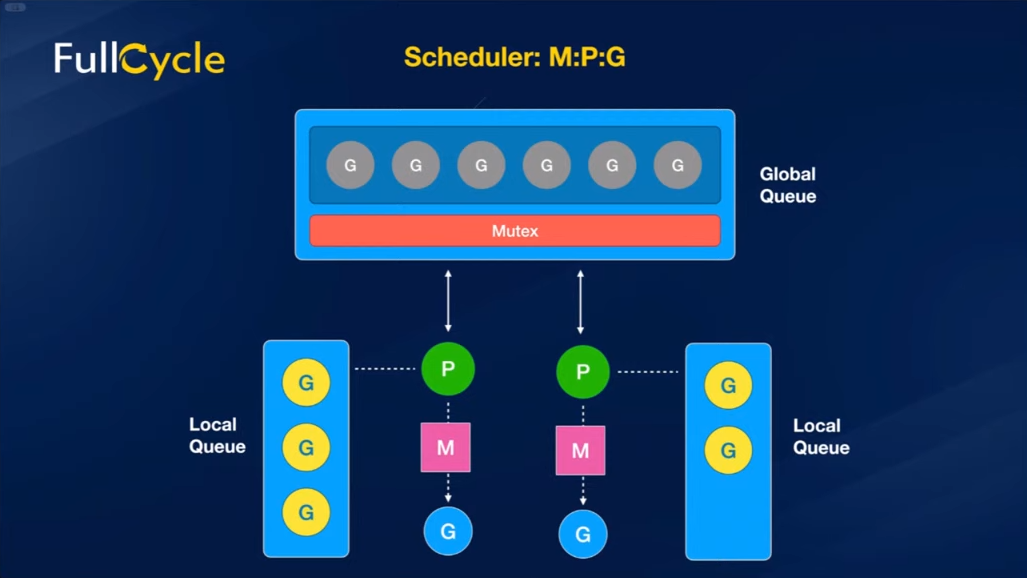 FullCycle
Scheduler: M:P:G
G G G G G G
Global
Queue
Mutex
P P
G G
Local
Queue
G M M G
Local
Queue
G
G G